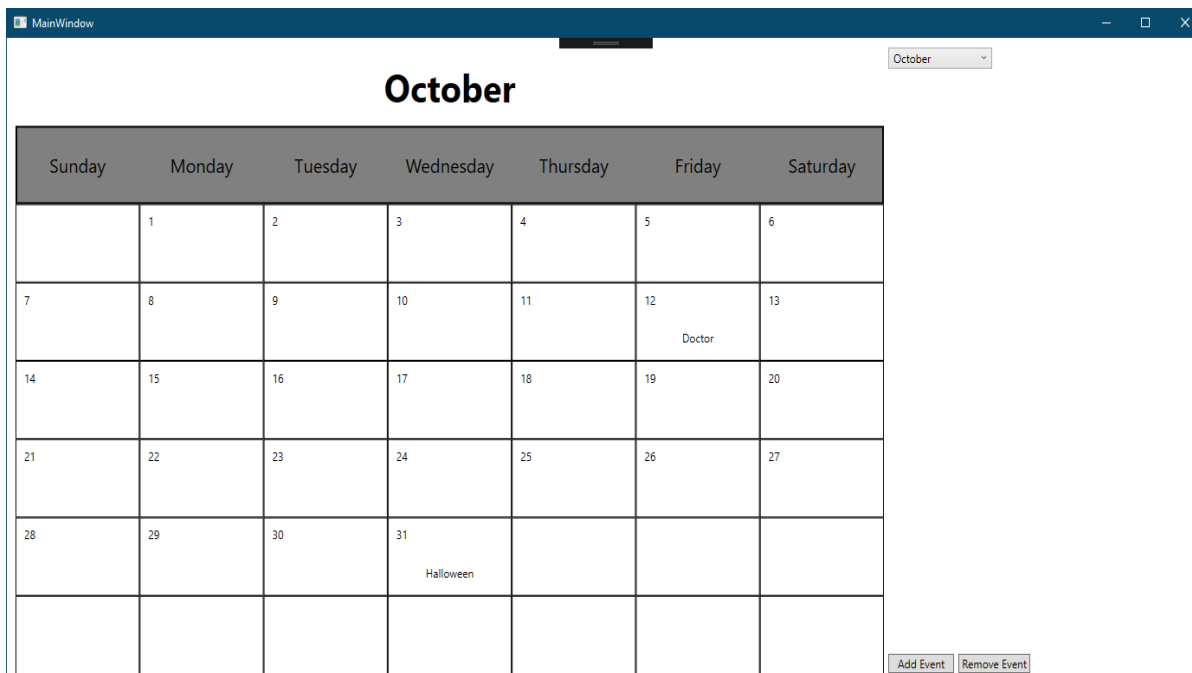 MainWindow
October
October
Sunday Monday Tuesday Wednesday Thursday Friday Saturday
1 2 3 4 5 6
7 8 9 10 11 12 13
Doctor
14 15 16 17 18 19 20
21 22 23 24 25 26 27
28 29 30 31
Halloween
Add Event Remove Event